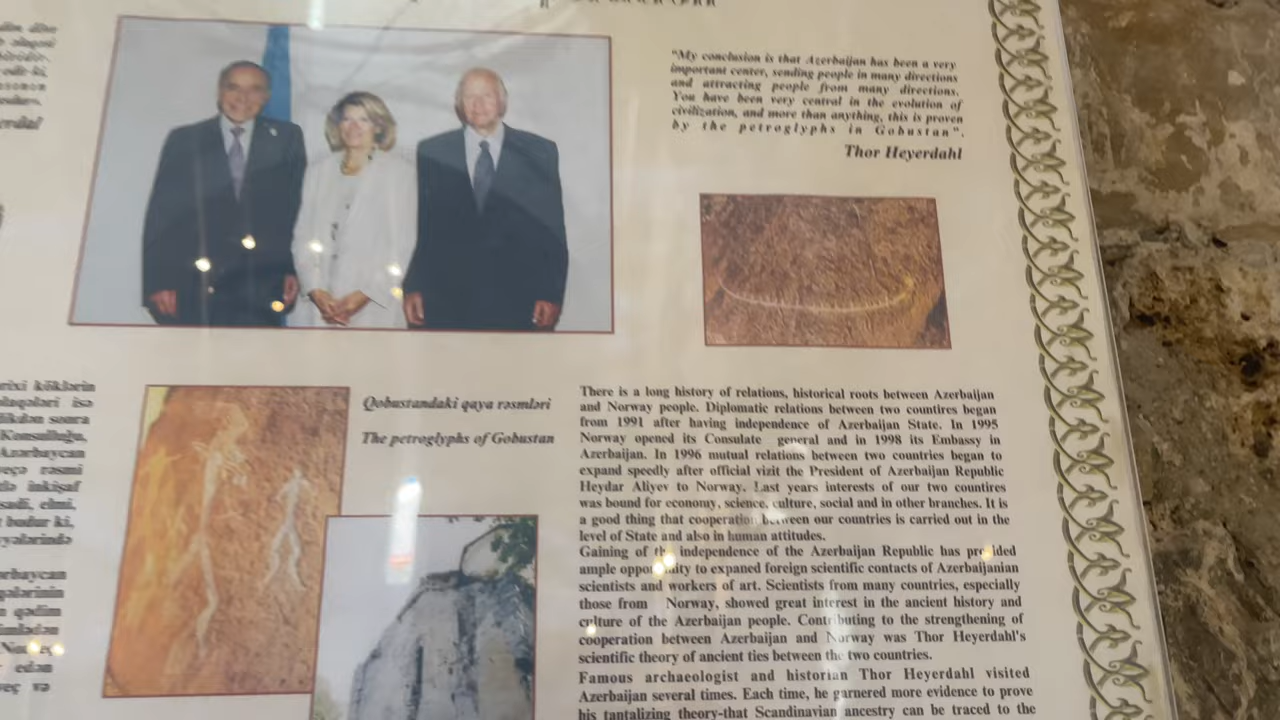 "My conclusion is that Azerbaijan has been a very
important center, sending people in many directions
and attracting people from many directions.
You have been very central in the evolution of
civilization, and more than anything, this is proven
by the petroglyphs in Gobustan".
Thor Heyerdahl
Qobustandakı qaya rəsmləri
The petroglyphs of Gobustan
There is a long history of relations, historical roots between Azerbaijan
and Norway people. Diplomatic relations between two countires began
from 1991 after having independence of Azerbaijan State. In 1995
Norway opened its Consulate general and in 1998 its Embassy in
Azerbaijan. In 1996 mutual relations between two countries began to
expand speedly after official vizit the President of Azerbaijan Republic
Heydar Aliyev to Norway. Last years interests of our two countires
was bound for economy, science, culture, social and in other branches. It is
a good thing that cooperation between our countries is carried out in the
level of State and also in human attitudes.
Gaining of the independence of the Azerbaijan Republic has provided
ample opportunity to expaned foreign scientific contacts of Azerbaijanian
scientists and workers of art. Scientists from many countries, especially
those from Norway, showed great interest in the ancient history and
culture of the Azerbaijan people. Contributing to the strengthening of
cooperation between Azerbaijan and Norway was Thor Heyerdahl's
scientific theory of ancient ties between the two countries.
Famous archaeologist and historian Thor Heyerdahl visited
Azerbaijan several times. Each time, he garnered more evidence to prove
his tantalizing theory-that Scandinavian ancestry can be traced to the